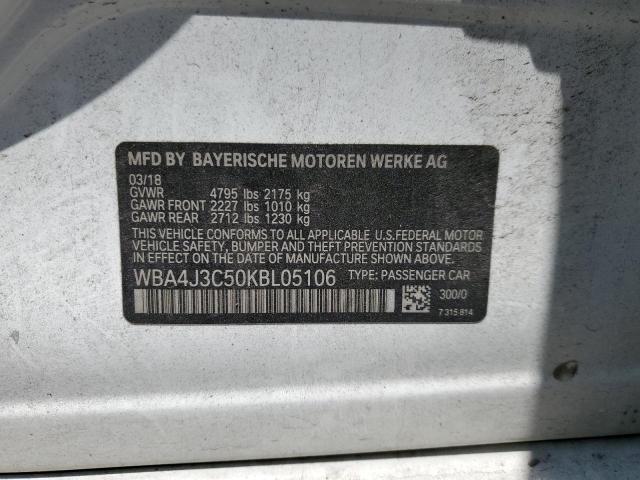 MFD BY BAYERISCHE MOTOREN WERKE AG
03/18
GVWR 4795 lbs 2175 kg
GAWR FRONT 2227 lbs 1010 kg
GAWR REAR 2712 lbs 1230 kg
THIS VEHICLE CONFORMS TO ALL APPLICABLE U.S.FEDERAL MOTOR
VEHICLE SAFETY, BUMPER AND THEFT PREVENTION STANDARDS
IN EFFECT ON THE DATE OF MANUFACTURE SHOWN ABOVE.
WBA4J3C50KBL05106 TYPE: PASSENGER CAR
300/0
7 315 814